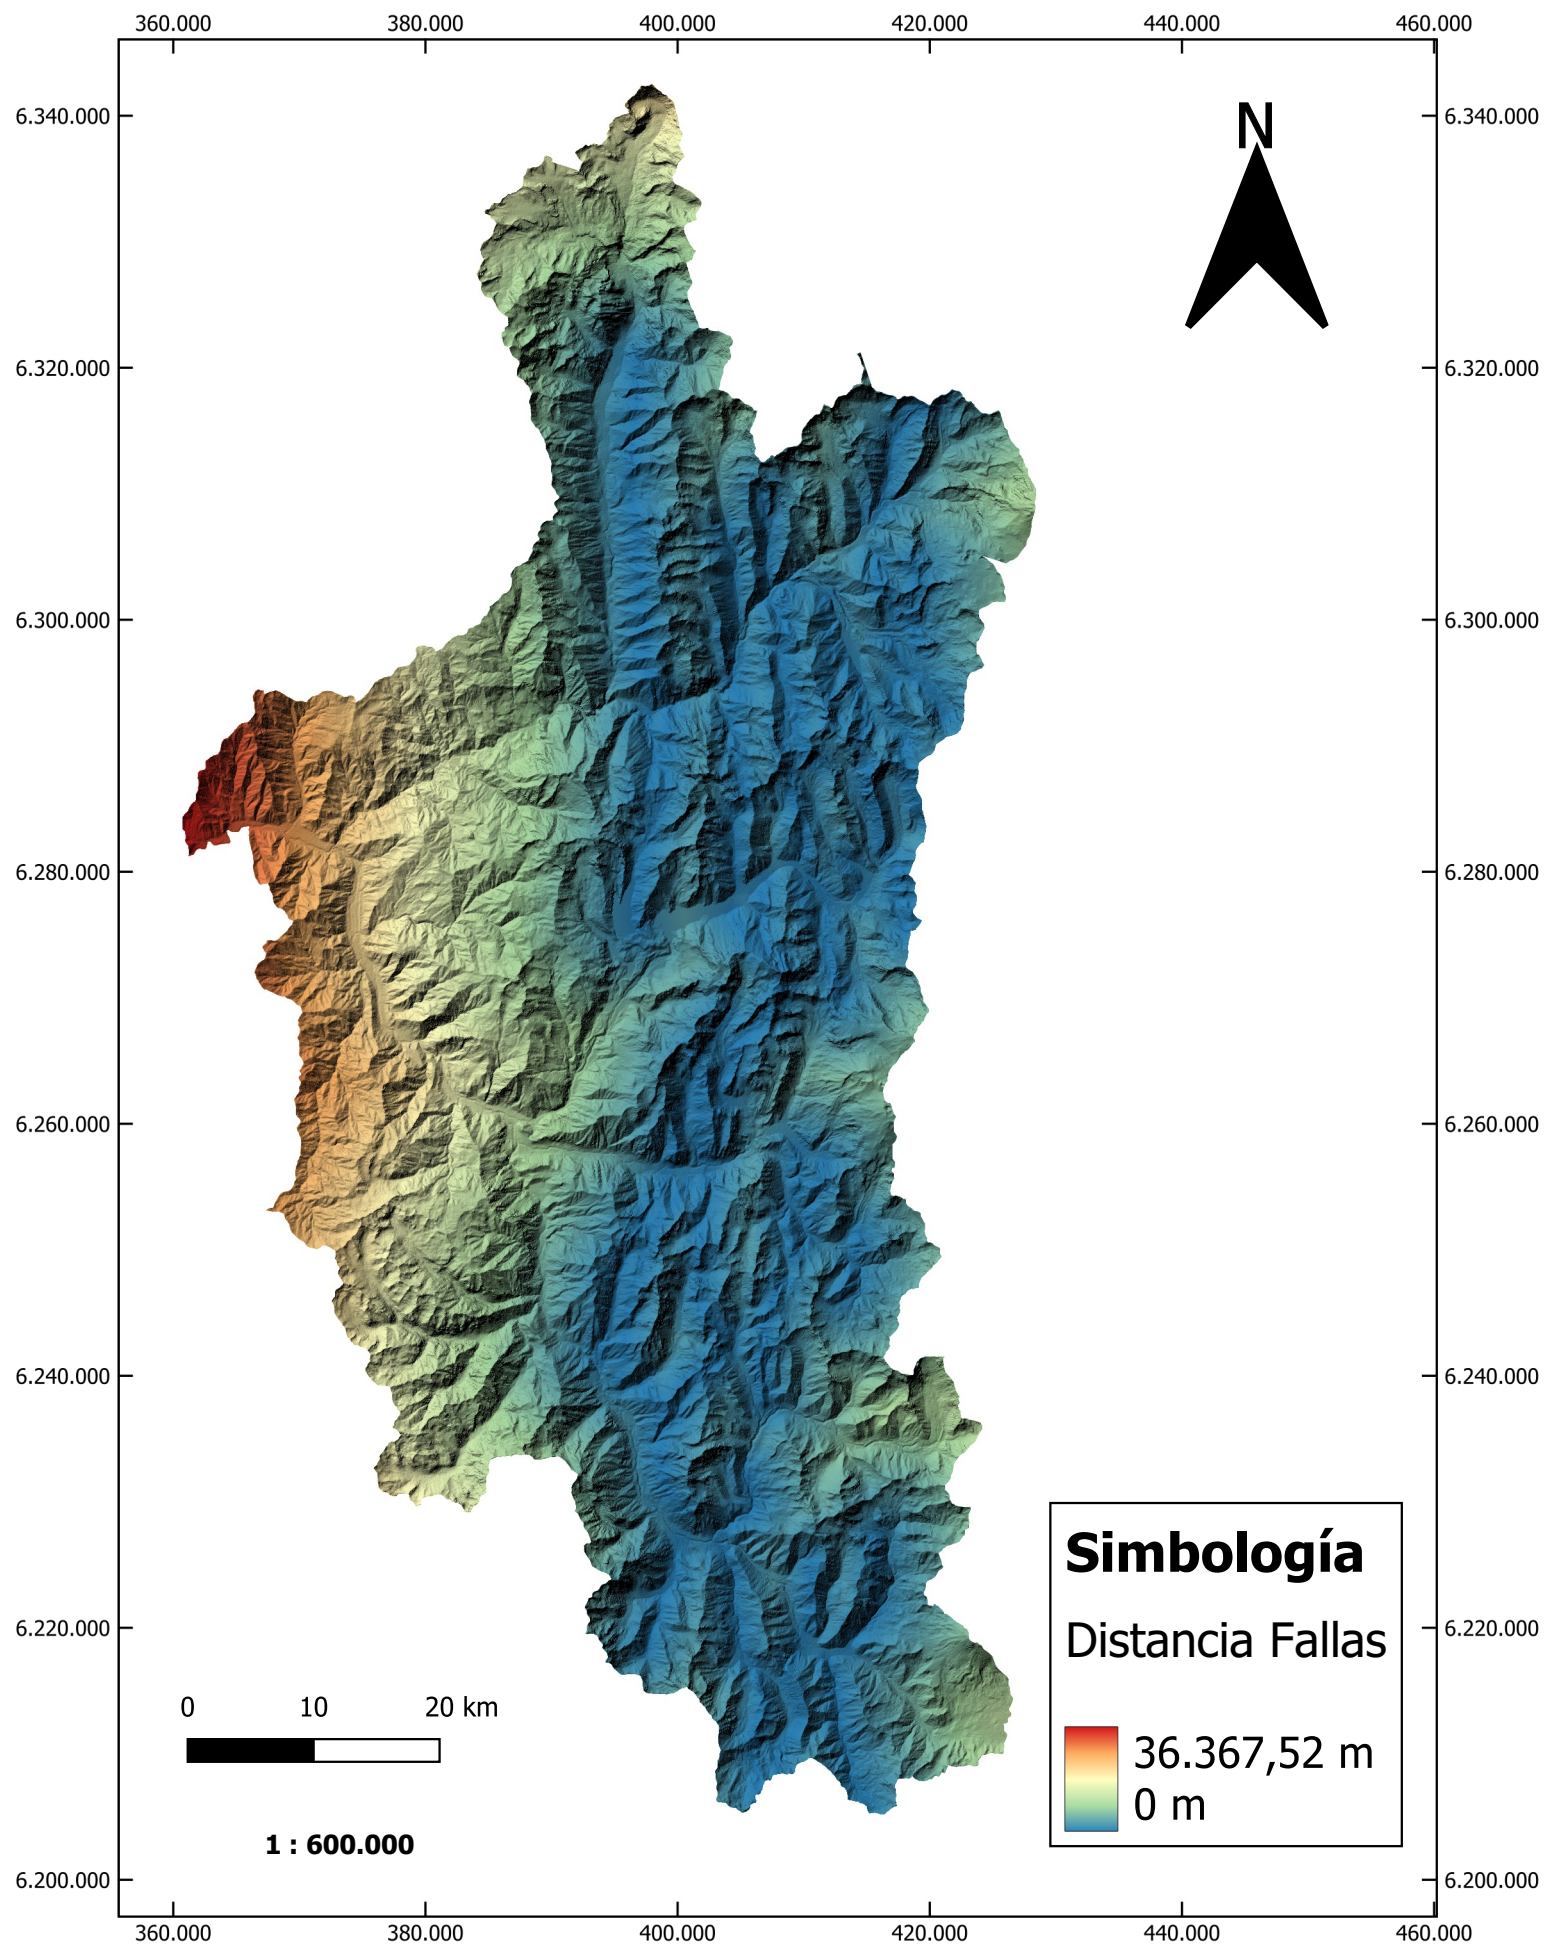 360.000 380.000 400.000 420.000 440.000 460.000
6.340.000 6.340.000
N
6.320.000 6.320.000
6.300.000 6.300.000
6.280.000 6.280.000
6.260.000 6.260.000
6.240.000 6.240.000
Simbología
6.220.000 6.220.000
Distancia Fallas
0 10 20 km
36.367,52 m
0 m
1 : 600.000
6.200.000 6.200.000
360.000 380.000 400.000 420.000 440.000 460.000